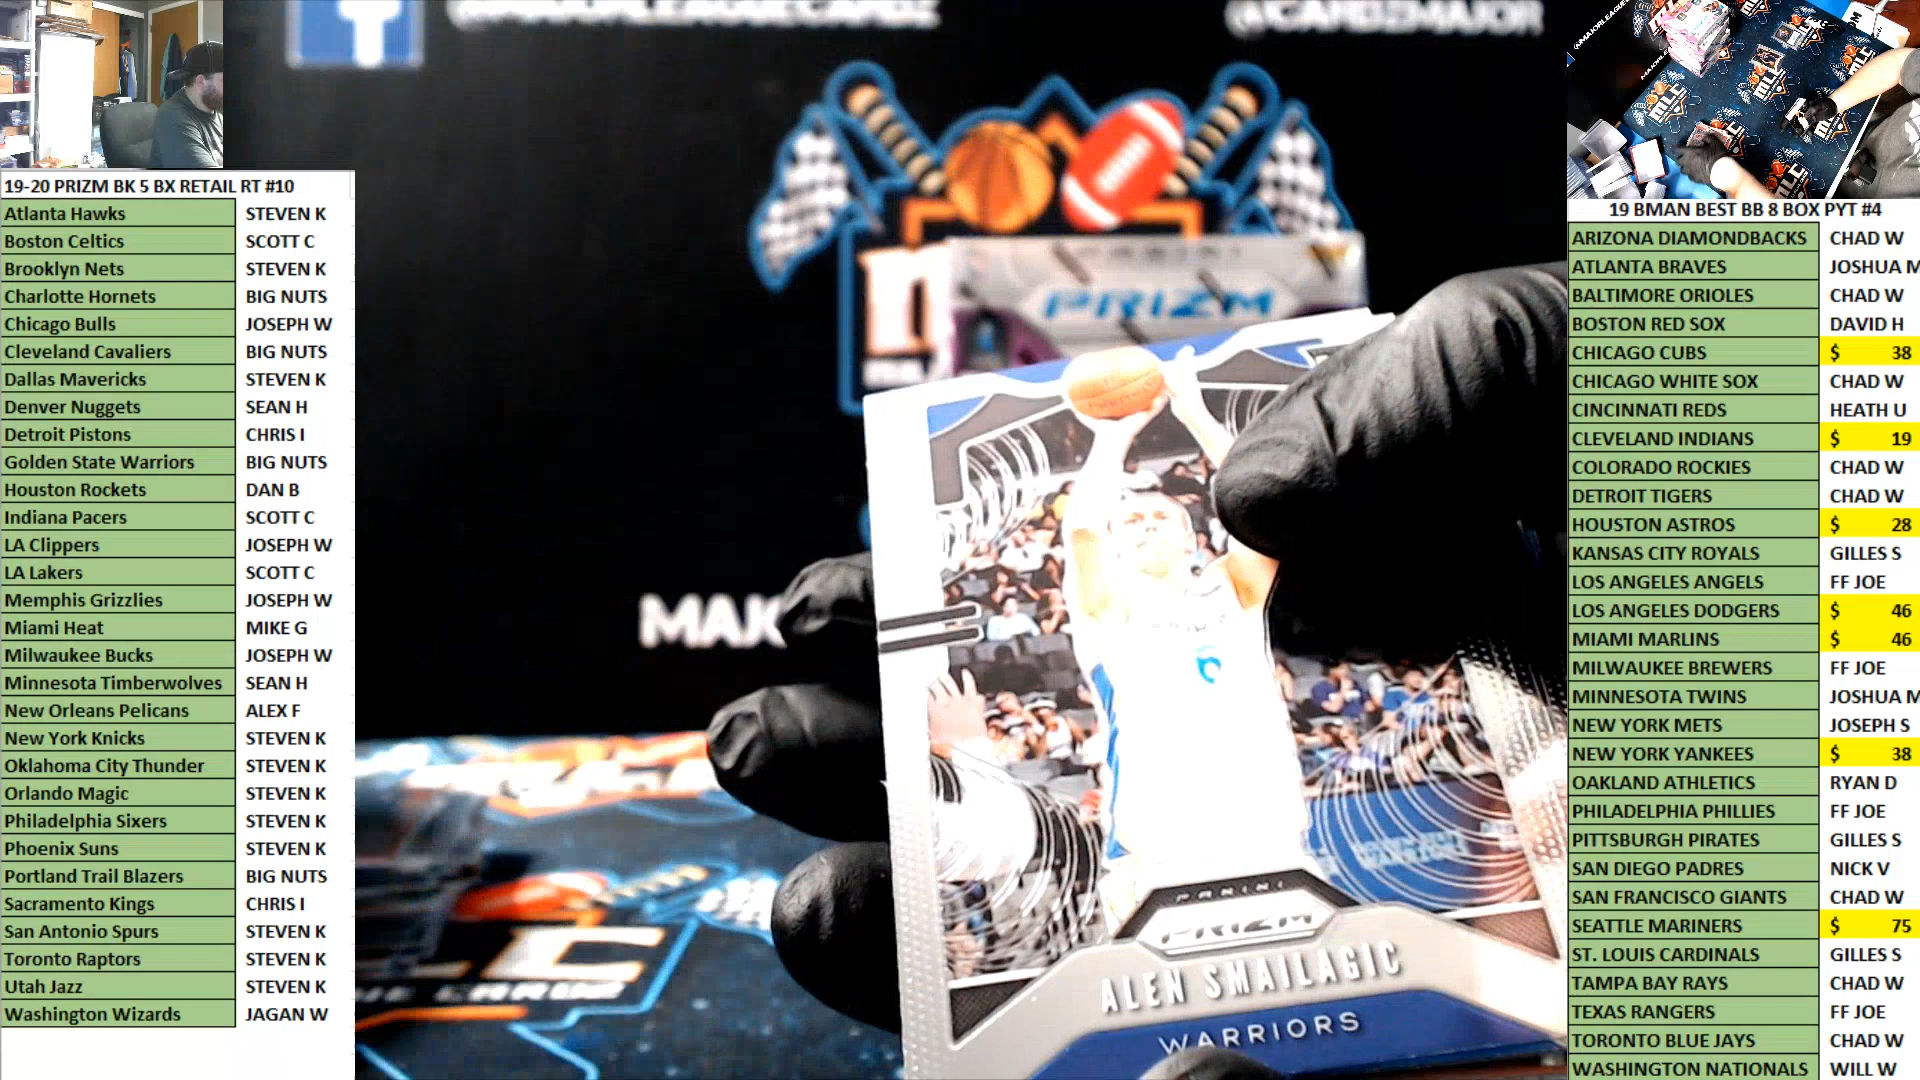 @MAJORLEAGUECARDZ
@CARDZMAJOR
19-20 PRIZM BK 5 BX RETAIL RT #10
Atlanta Hawks STEVEN K
Boston Celtics SCOTT C
Brooklyn Nets STEVEN K
Charlotte Hornets BIG NUTS
Chicago Bulls JOSEPH W
Cleveland Cavaliers BIG NUTS
Dallas Mavericks STEVEN K
Denver Nuggets SEAN H
Detroit Pistons CHRIS I
Golden State Warriors BIG NUTS
Houston Rockets DAN B
Indiana Pacers SCOTT C
LA Clippers JOSEPH W
LA Lakers SCOTT C
Memphis Grizzlies JOSEPH W
Miami Heat MIKE G
Milwaukee Bucks JOSEPH W
Minnesota Timberwolves SEAN H
New Orleans Pelicans ALEX F
New York Knicks STEVEN K
Oklahoma City Thunder STEVEN K
Orlando Magic STEVEN K
Philadelphia Sixers STEVEN K
Phoenix Suns STEVEN K
Portland Trail Blazers BIG NUTS
Sacramento Kings CHRIS I
San Antonio Spurs STEVEN K
Toronto Raptors STEVEN K
Utah Jazz STEVEN K
Washington Wizards JAGAN W
PANINI
PRIZM
MAK
PANINI
PRIZM
ALEN SMAILAGIC
WARRIORS
19 BMAN BEST BB 8 BOX PYT #4
ARIZONA DIAMONDBACKS CHAD W
ATLANTA BRAVES JOSHUA M
BALTIMORE ORIOLES CHAD W
BOSTON RED SOX DAVID H
CHICAGO CUBS $ 38
CHICAGO WHITE SOX CHAD W
CINCINNATI REDS HEATH U
CLEVELAND INDIANS $ 19
COLORADO ROCKIES CHAD W
DETROIT TIGERS CHAD W
HOUSTON ASTROS $ 28
KANSAS CITY ROYALS GILLES S
LOS ANGELES ANGELS FF JOE
LOS ANGELES DODGERS $ 46
MIAMI MARLINS $ 46
MILWAUKEE BREWERS FF JOE
MINNESOTA TWINS JOSHUA M
NEW YORK METS JOSEPH S
NEW YORK YANKEES $ 38
OAKLAND ATHLETICS RYAN D
PHILADELPHIA PHILLIES FF JOE
PITTSBURGH PIRATES GILLES S
SAN DIEGO PADRES NICK V
SAN FRANCISCO GIANTS CHAD W
SEATTLE MARINERS $ 75
ST. LOUIS CARDINALS GILLES S
TAMPA BAY RAYS CHAD W
TEXAS RANGERS FF JOE
TORONTO BLUE JAYS CHAD W
WASHINGTON NATIONALS WILL W